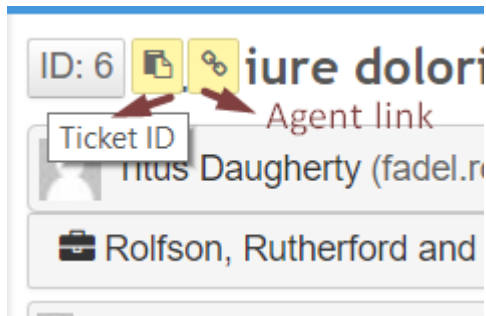 ID: 6 iure dolori
Agent link
Ticket ID
Titus Daugherty (fadel.r
Rolfson, Rutherford and